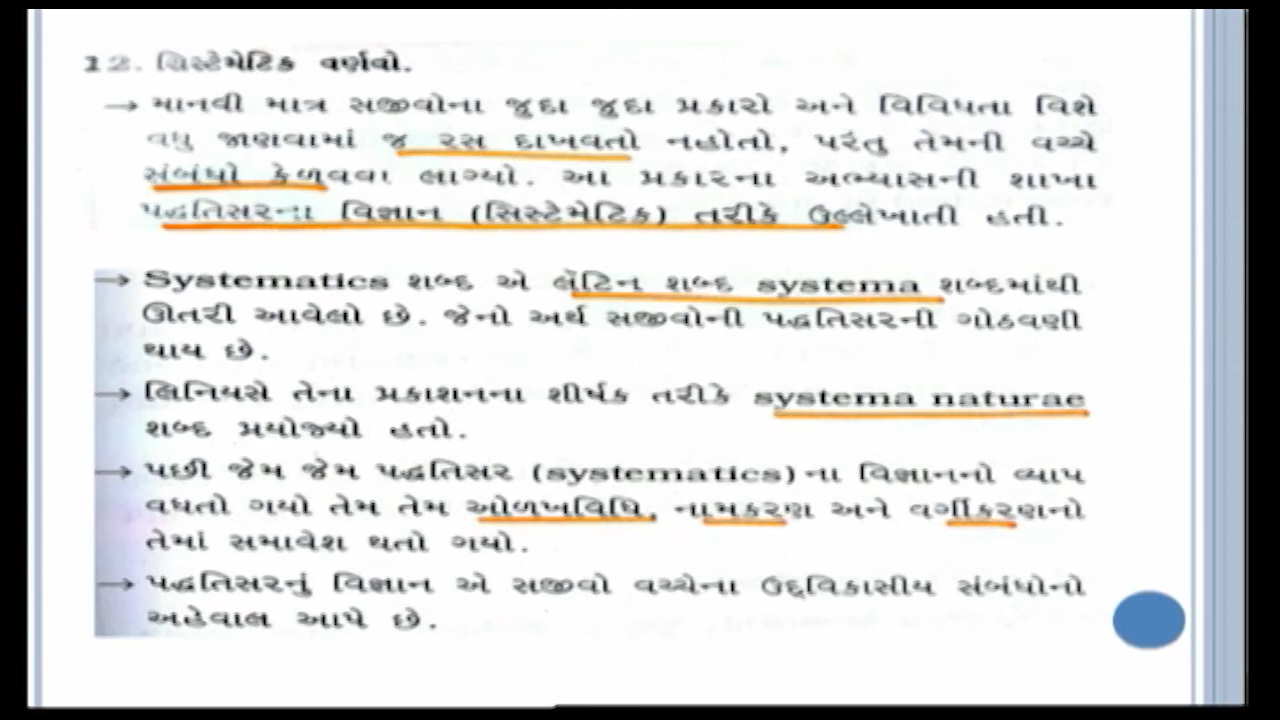 12. સિસ્ટેમેટિક વર્ણવો.
→ માનવી માત્ર સજીવોના જુદા જુદા પ્રકારો અને વિવિધતા વિશે
વધુ જાણવામાં જ રસ દાખવતો નહોતો, પરંતુ તેમની વચ્ચે
સંબંધો કેળવવા લાગ્યો. આ પ્રકારના અભ્યાસની શાખા
પદ્ધતિસરના વિજ્ઞાન (સિસ્ટેમેટિક) તરીકે ઉલ્લેખાતી હતી.
→ Systematics શબ્દ એ લૅટિન શબ્દ systema શબ્દમાંથી
ઊતરી આવેલો છે. જેનો અર્થ સજીવોની પદ્ધતિસરની ગોઠવણી
થાય છે.
→ લિનિયસે તેના પ્રકાશનના શીર્ષક તરીકે systema naturae
શબ્દ પ્રયોજ્યો હતો.
→ પછી જેમ જેમ પદ્ધતિસર (systematics)ના વિજ્ઞાનનો વ્યાપ
વધતો ગયો તેમ તેમ ઓળખવિધિ, નામકરણ અને વર્ગીકરણનો
તેમાં સમાવેશ થતો ગયો.
→ પદ્ધતિસરનું વિજ્ઞાન એ સજીવો વચ્ચેના ઉદ્દવિકાસીય સંબંધોનો
અહેવાલ આપે છે.